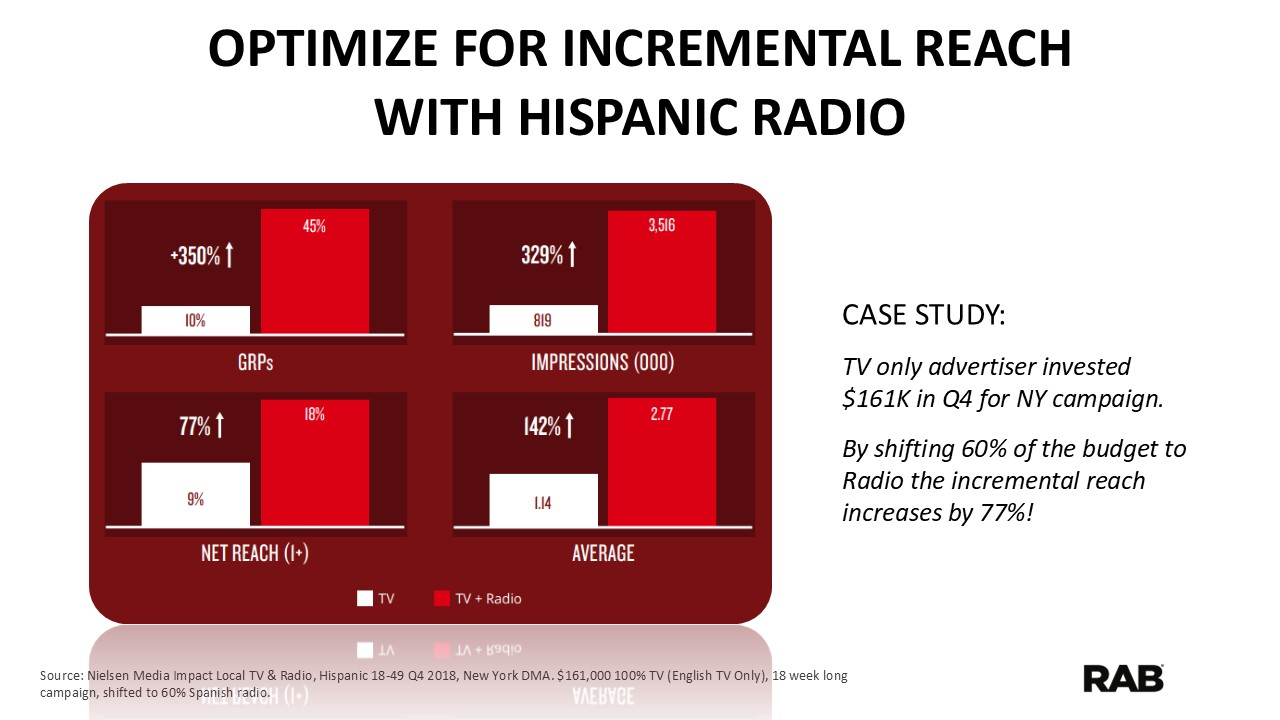 OPTIMIZE FOR INCREMENTAL REACH
WITH HISPANIC RADIO
+350%
45%
10%
GRPs
329%
3,516
819
IMPRESSIONS (000)
77%
18%
9%
NET REACH (1+)
142%
2.77
1.14
AVERAGE
TV
TV + Radio
CASE STUDY:
TV only advertiser invested
$161K in Q4 for NY campaign.
By shifting 60% of the budget to
Radio the incremental reach
increases by 77%!
Source: Nielsen Media Impact Local TV & Radio, Hispanic 18-49 Q4 2018, New York DMA. $161,000 100% TV (English TV Only), 18 week long
campaign, shifted to 60% Spanish radio.
RAB